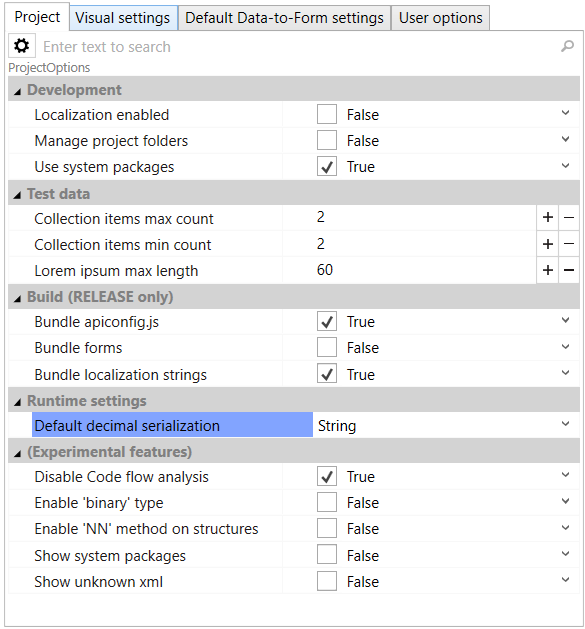 Project Visual settings Default Data-to-Form settings User options
Enter text to search
ProjectOptions
Development
Localization enabled False
Manage project folders False
Use system packages True
Test data
Collection items max count 2
Collection items min count 2
Lorem ipsum max length 60
Build (RELEASE only)
Bundle apiconfig.js True
Bundle forms False
Bundle localization strings True
Runtime settings
Default decimal serialization String
(Experimental features)
Disable Code flow analysis True
Enable 'binary' type False
Enable 'NN' method on structures False
Show system packages False
Show unknown xml False